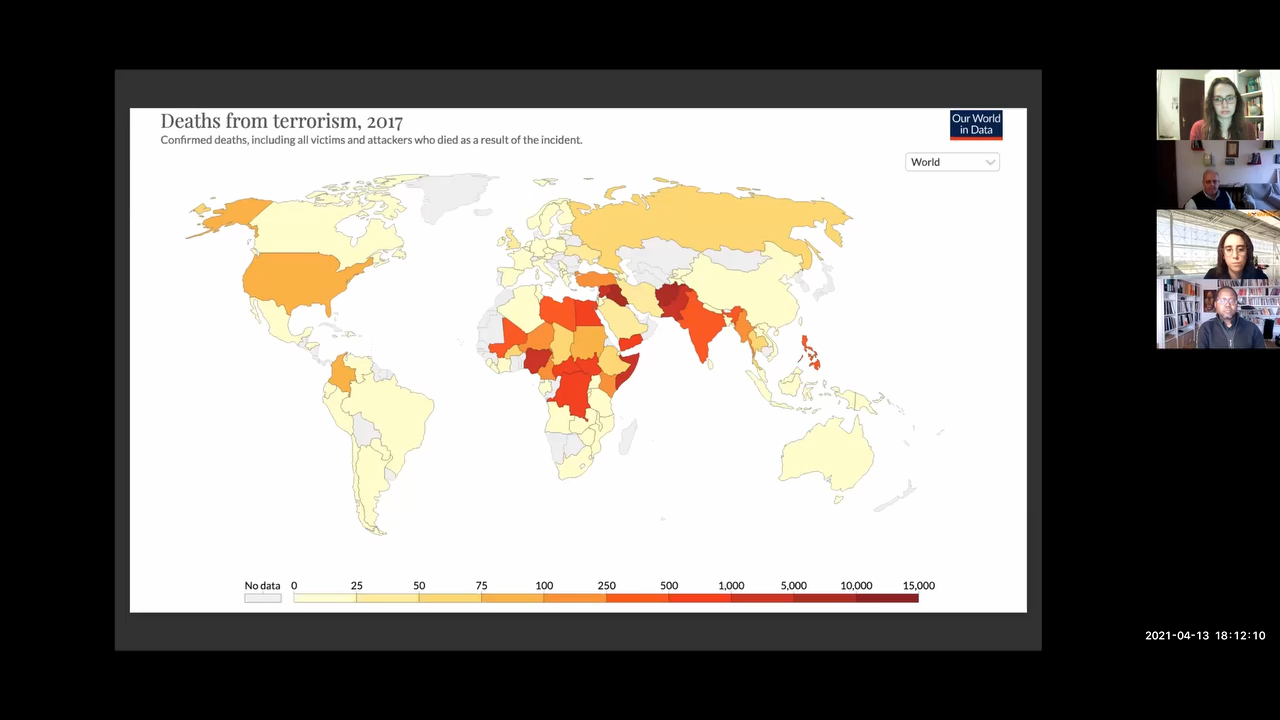 Deaths from terrorism, 2017
Confirmed deaths, including all victims and attackers who died as a result of the incident.
Our World
in Data
World
No data 0 25 50 75 100 250 500 1,000 5,000 10,000 15,000
2021-04-13 18:12:10